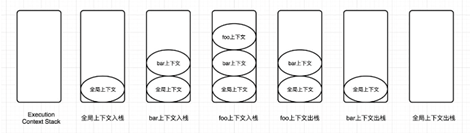 foo上下文
bar上下文
bar上下文
bar上下文
全局上下文
全局上下文
全局上下文
全局上下文
bar上下文
Execution
Context Stack
全局上下文入栈
bar上下文入栈
foo上下文入栈
foo上下文出栈
bar上下文出栈
全局上下文出栈